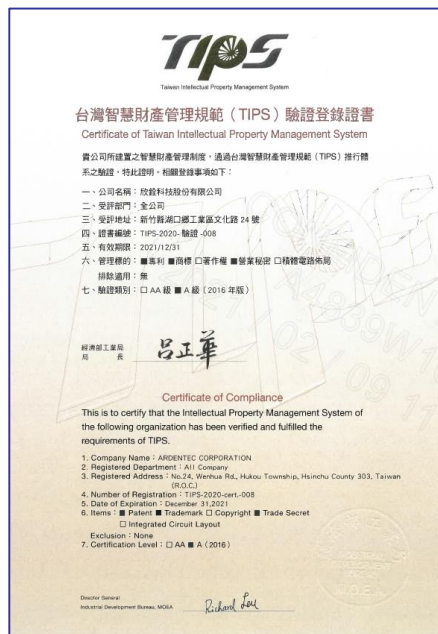 TIPS
Taiwan Intellectual Property Management System
台灣智慧財產管理規範（TIPS）驗證登錄證書
Certificate of Taiwan Intellectual Property Management System
貴公司所建置之智慧財產管理制度，通過台灣智慧財產管理規範（TIPS）推行體
系之驗證，特此證明。相關登錄事項如下：
一、公司名稱：欣銓科技股份有限公司
二、受評部門：全公司
三、受評地址：新竹縣湖口鄉工業區文化路 24 號
四、證書編號：TIPS-2020- 驗證 -008
五、有效期限：2021/12/31
六、管理標的：■專利 ■商標 □著作權 ■營業秘密 □積體電路佈局
排除適用：無
七、驗證類別：□ AA 級 ■ A 級（2016 年版）
經濟部工業局
局 長
呂正華
Certificate of Compliance
This is to certify that the Intellectual Property Management System of
the following organization has been verified and fulfilled the
requirements of TIPS.
1. Company Name：ARDENTEC CORPORATION
2. Registered Department：All Company
3. Registered Address：No.24, Wenhua Rd., Hukou Township, Hsinchu County 303, Taiwan
(R.O.C.)
4. Number of Registration：TIPS-2020-cert.-008
5. Date of Expiration：December 31,2021
6. Items：■ Patent ■ Trademark □ Copyright ■ Trade Secret
□ Integrated Circuit Layout
Exclusion：None
7. Certification Level：□ AA ■ A（2016）
Director General
Industrial Development Bureau, MOEA